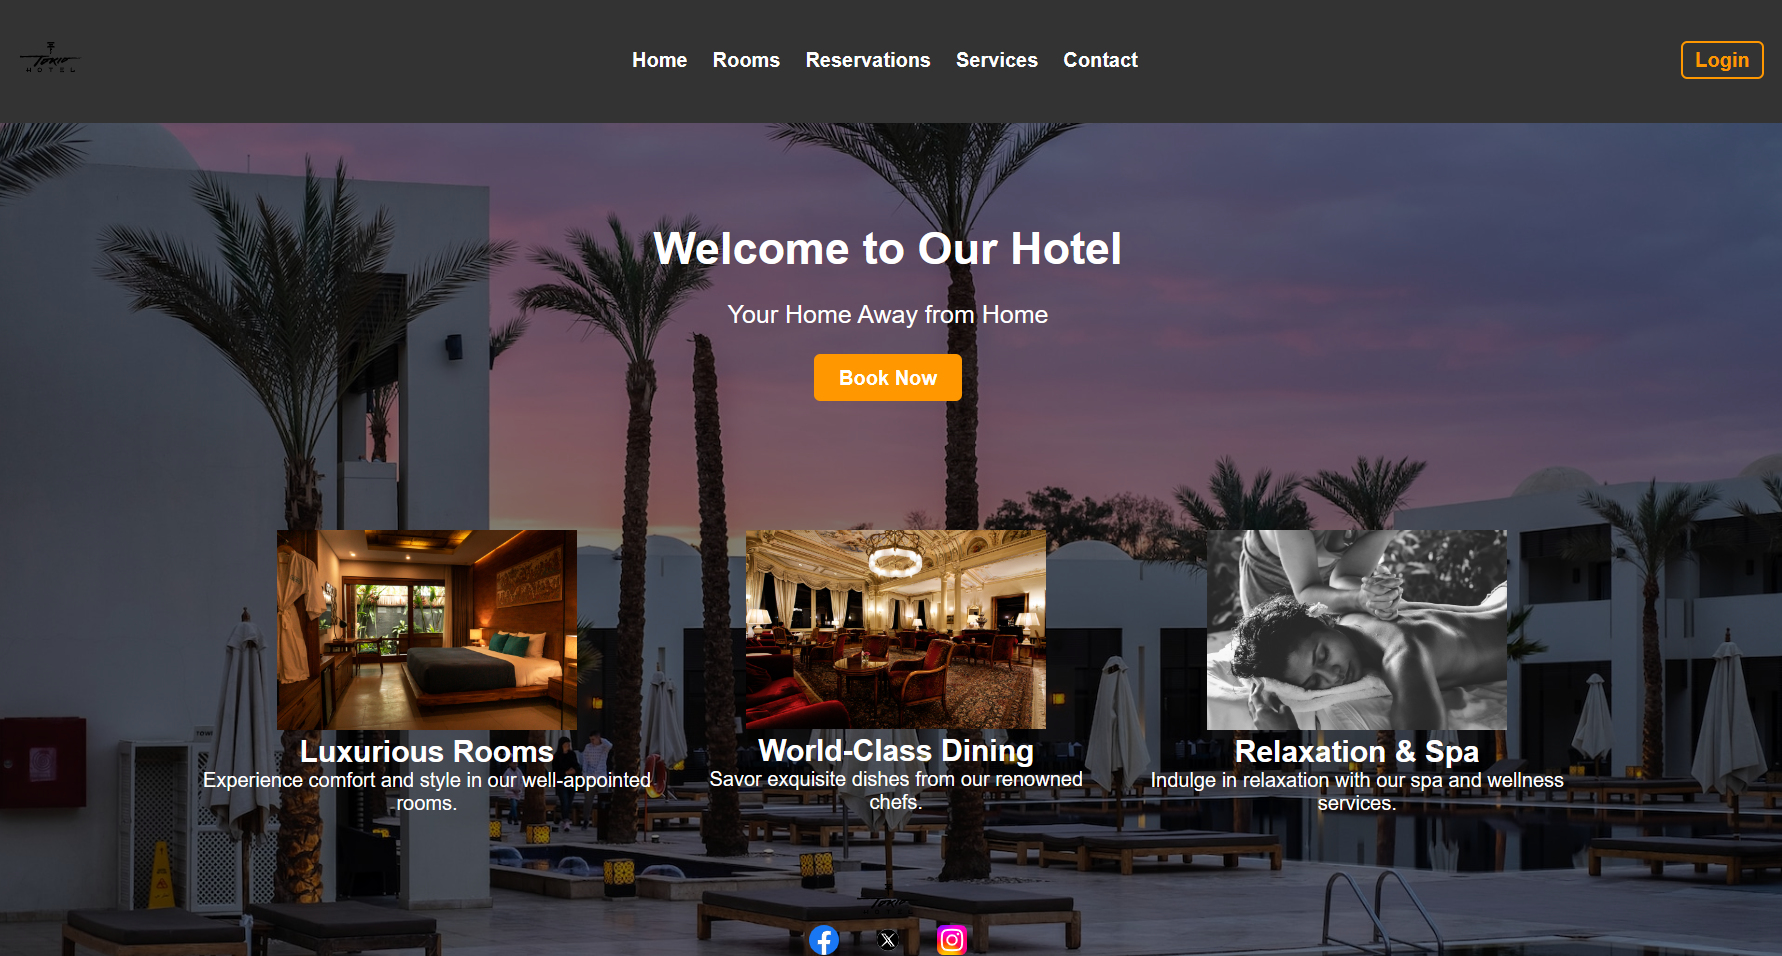 Tokio
HOTEL
Home Rooms Reservations Services Contact
Login
Welcome to Our Hotel
Your Home Away from Home
Book Now
Luxurious Rooms
Experience comfort and style in our well-appointed
rooms.
World-Class Dining
Savor exquisite dishes from our renowned
chefs.
Relaxation & Spa
Indulge in relaxation with our spa and wellness
services.
Tokio
HOTEL